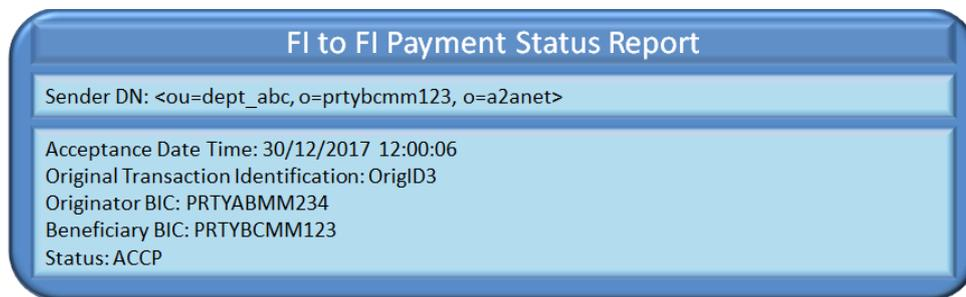 FI to FI Payment Status Report
Sender DN: <ou=dept_abc, o=prtybcmm123, o=a2anet>
Acceptance Date Time: 30/12/2017 12:00:06
Original Transaction Identification: OrigID3
Originator BIC: PRTYABMM234
Beneficiary BIC: PRTYBCMM123
Status: ACCP